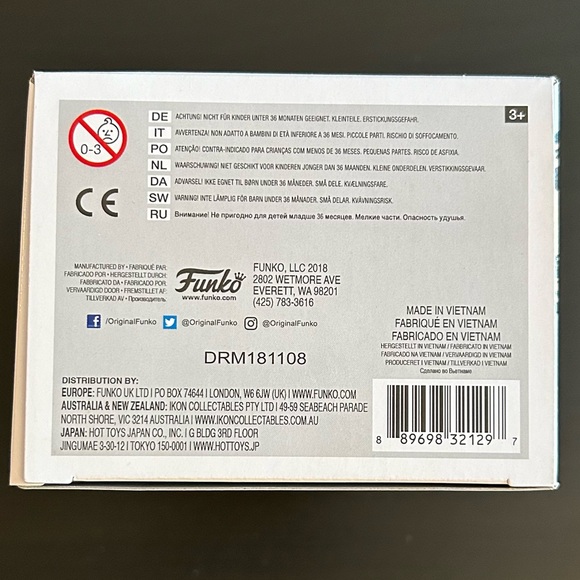 0-3
DE ACHTUNG! NICHT FÜR KINDER UNTER 36 MONATEN GEEIGNET. KLEINTEILE. ERSTICKUNGSGEFAHR.
IT AVVERTENZA! NON ADATTO A BAMBINI DI ETÀ INFERIORE A 36 MESI. PICCOLE PARTI. RISCHIO DI SOFFOCAMENTO.
PO ATENÇÃO! CONTRA-INDICADO PARA CRIANÇAS COM MENOS DE 36 MESES. PEQUENAS PARTES. RISCO DE ASFIXIA.
NL WAARSCHUWING! NIET GESCHIKT VOOR KINDEREN JONGER DAN 36 MAANDEN. KLEINE ONDERDELEN. VERSTIKKINGSGEVAAR.
DA ADVARSEL! IKKE EGNET TIL BØRN UNDER 36 MÅNEDER. SMÅ DELE. KVÆLNINGSFARE.
SW VARNING! INTE LÄMPLIG FÖR BARN UNDER 36 MÅNADER. SMÅ DELAR. KVÄVNINGSRISK.
RU Внимание! Не пригодно для детей младше 36 месяцев. Мелкие части. Опасность удушья.
3+
CE
MANUFACTURED BY • FABRIQUÉ PAR:
FABRICADO POR • HERGESTELLT DURCH:
FABBRICATO DA • FABRICADO POR:
VERVAARDIGD DOOR • FREMSTILLET AF:
TILLVERKAD AV • Производитель:
Funko
www.funko.com
FUNKO, LLC 2018
2802 WETMORE AVE
EVERETT, WA 98201
(425) 783-3616
f /OriginalFunko @OriginalFunko @OriginalFunko
DRM181108
MADE IN VIETNAM
FABRIQUÉ EN VIETNAM
FABRICADO EN VIETNAM
HERGESTELLT IN VIETNAM / FABBRICATO IN VIETNAM
FABRICADO NA VIETNAM / VERVAARDIGD IN VIETNAM
PRODUCERET I VIETNAM / TILLVERKAD I VIETNAM
Сделано во Вьетнаме
DISTRIBUTION BY:
EUROPE: FUNKO UK LTD I PO BOX 74644 I LONDON, W6 6JW (UK) I WWW.FUNKO.COM
AUSTRALIA & NEW ZEALAND: IKON COLLECTABLES PTY LTD I 49-59 SEABEACH PARADE
NORTH SHORE, VIC 3214 AUSTRALIA I WWW.IKONCOLLECTABLES.COM.AU
JAPAN: HOT TOYS JAPAN CO., INC. I G BLDG 3RD FLOOR
JINGUMAE 3-30-12 I TOKYO 150-0001 I WWW.HOTTOYS.JP
8 89698 32129 7